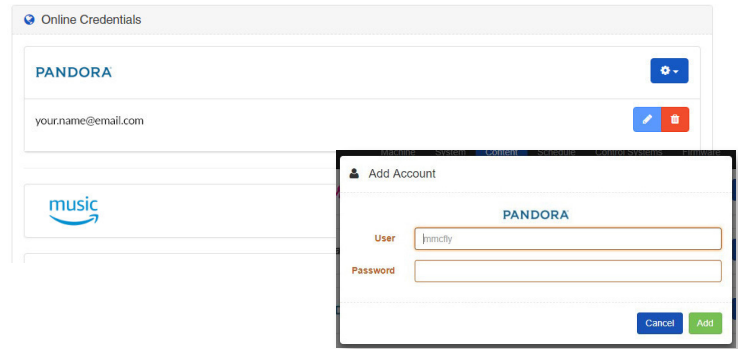 Online Credentials
PANDORA
your.name@email.com
music
Machine System Content Schedule Control Systems Firmware
Add Account
PANDORA
User mmcfly
Password
Cancel Add